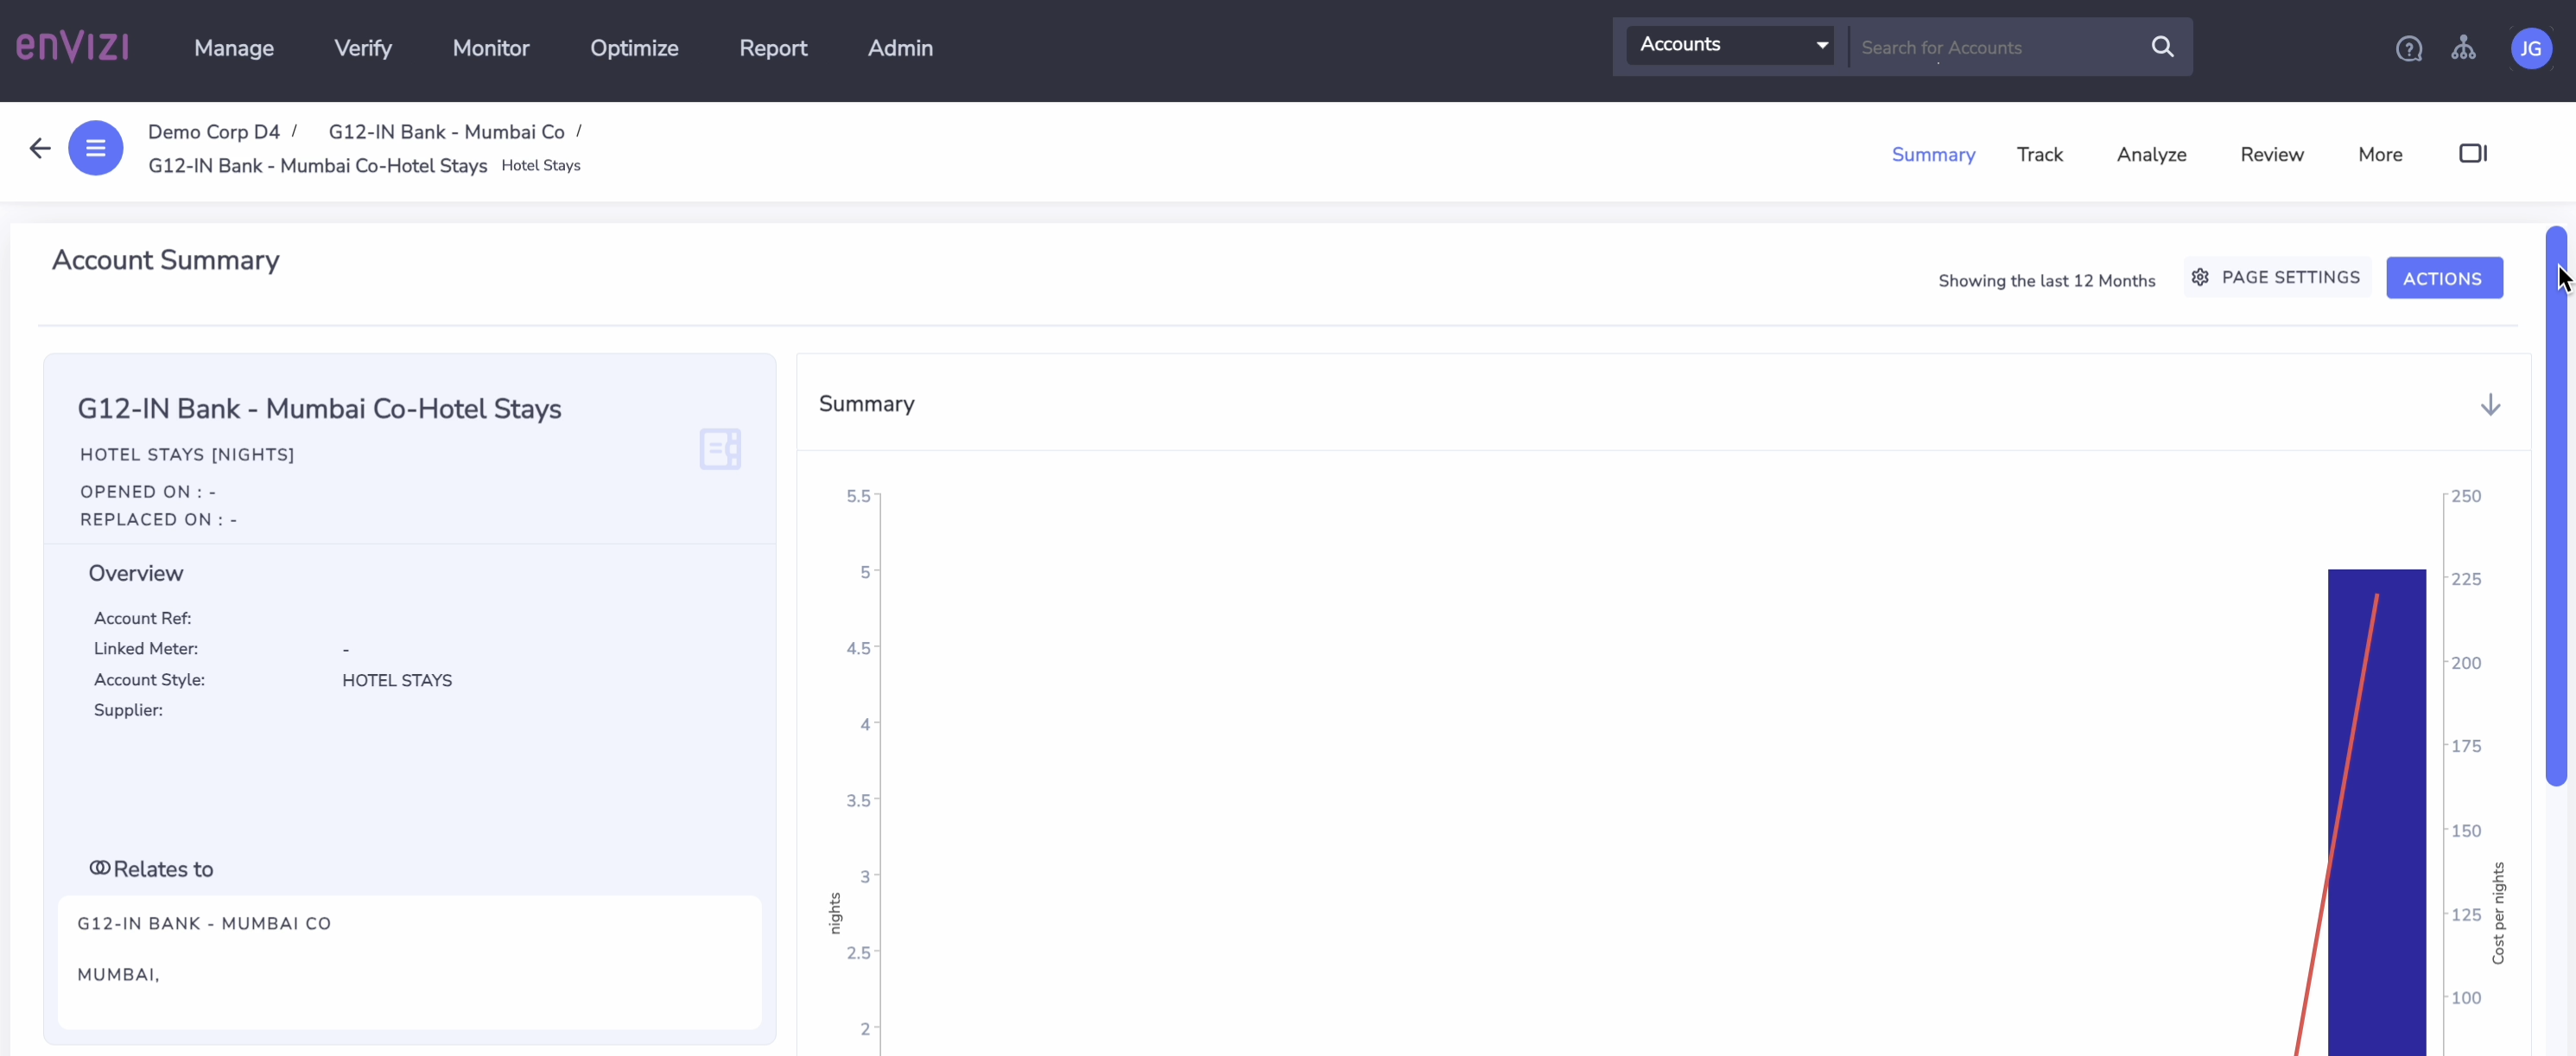 enVIZI
Manage Verify Monitor Optimize Report Admin
Accounts Search for Accounts
JG
Demo Corp D4 / G12-IN Bank - Mumbai Co /
G12-IN Bank - Mumbai Co-Hotel Stays Hotel Stays
Summary Track Analyze Review More
Account Summary
Showing the last 12 Months PAGE SETTINGS ACTIONS
G12-IN Bank - Mumbai Co-Hotel Stays
HOTEL STAYS [NIGHTS]
OPENED ON : -
REPLACED ON : -
Overview
Account Ref:
Linked Meter: -
Account Style: HOTEL STAYS
Supplier:
Relates to
G12-IN BANK - MUMBAI CO
MUMBAI,
Summary
5.5
5
4.5
4
3.5
3
2.5
2
nights
250
225
200
175
150
125
100
Cost per nights